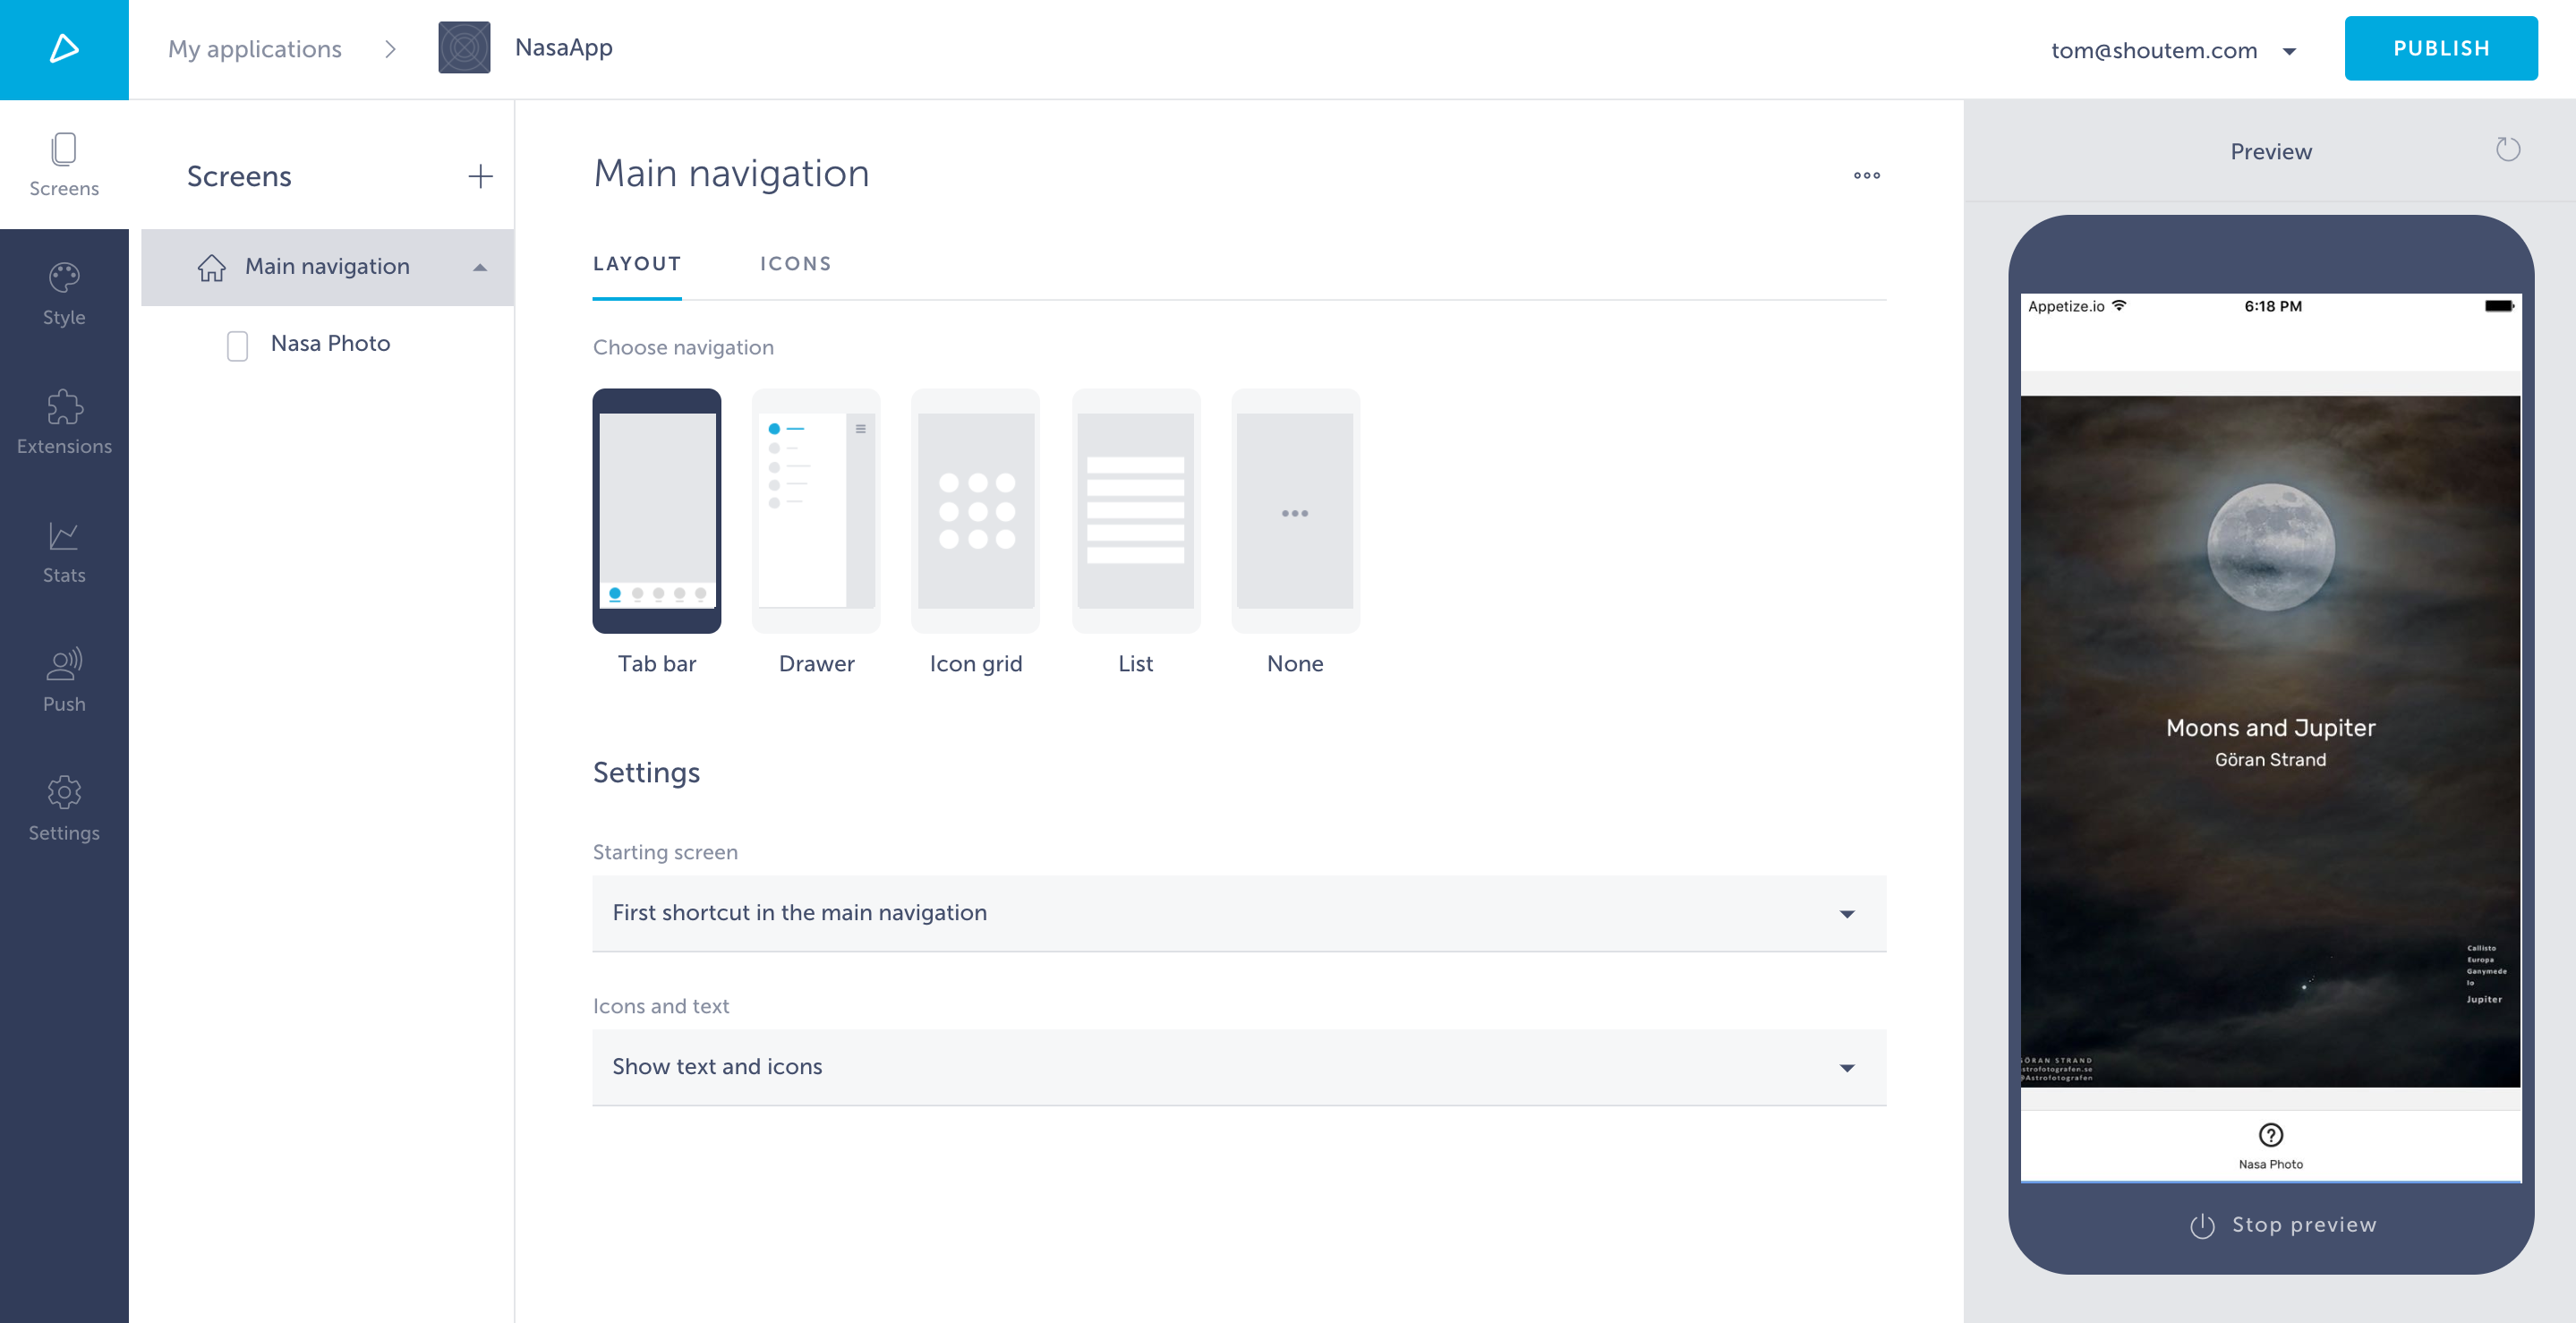 My applications
NasaApp
tom@shoutem.com
PUBLISH
Screens
Style
Extensions
Stats
Push
Settings
Screens
Main navigation
Nasa Photo
Main navigation
LAYOUT
ICONS
Choose navigation
Tab bar
Drawer
Icon grid
List
None
Settings
Starting screen
First shortcut in the main navigation
Icons and text
Show text and icons
Preview
Appetize.io
6:18 PM
Moons and Jupiter
Göran Strand
Callisto
Europa
Ganymede
Io
Jupiter
ÖRAN STRAND
strofotografen.se
@Astrofotografen
Nasa Photo
Stop preview